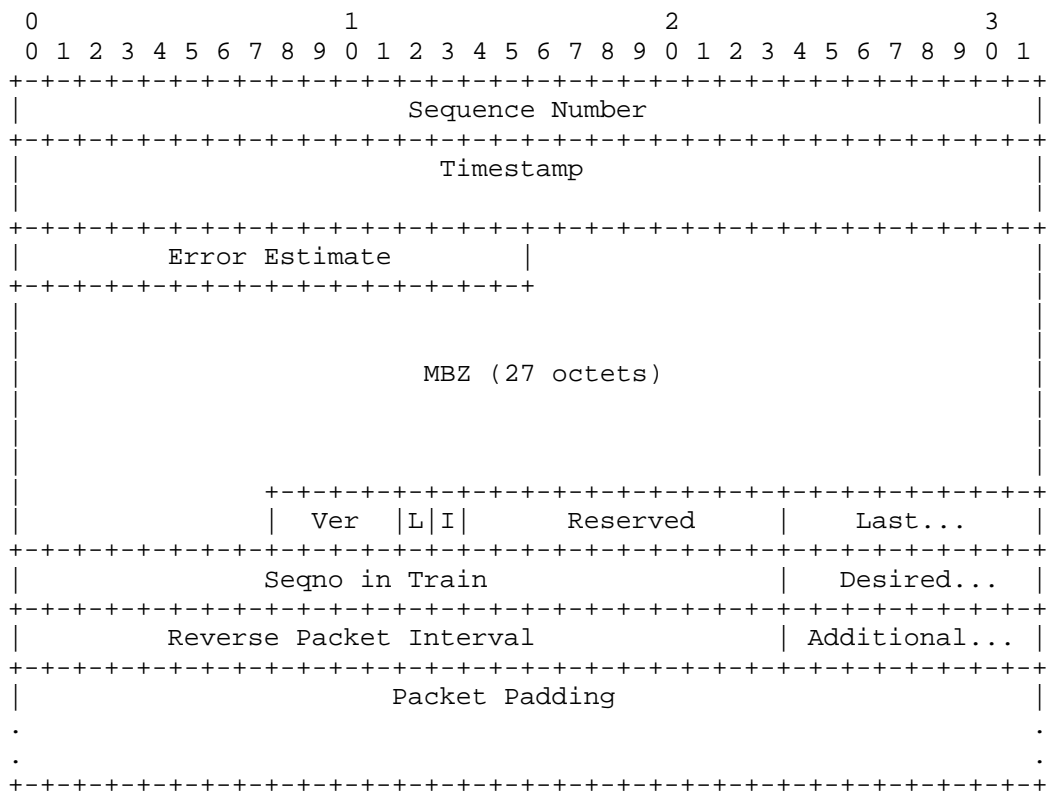 0                   1                   2                   3
 0 1 2 3 4 5 6 7 8 9 0 1 2 3 4 5 6 7 8 9 0 1 2 3 4 5 6 7 8 9 0 1
+-+-+-+-+-+-+-+-+-+-+-+-+-+-+-+-+-+-+-+-+-+-+-+-+-+-+-+-+-+-+-+-+
|                        Sequence Number                        |
+-+-+-+-+-+-+-+-+-+-+-+-+-+-+-+-+-+-+-+-+-+-+-+-+-+-+-+-+-+-+-+-+
|                          Timestamp                            |
|                                                               |
+-+-+-+-+-+-+-+-+-+-+-+-+-+-+-+-+-+-+-+-+-+-+-+-+-+-+-+-+-+-+-+-+
|         Error Estimate        |                               |
+-+-+-+-+-+-+-+-+-+-+-+-+-+-+-+-+                               |
|                                                               |
|                                                               |
|                         MBZ (27 octets)                       |
|                                                               |
|                                                               |
|                                                               |
|               +-+-+-+-+-+-+-+-+-+-+-+-+-+-+-+-+-+-+-+-+-+-+-+-+
|               |  Ver  |L|I|      Reserved     |    Last...    |
+-+-+-+-+-+-+-+-+-+-+-+-+-+-+-+-+-+-+-+-+-+-+-+-+-+-+-+-+-+-+-+-+
|               Seqno in Train                  |   Desired...  |
+-+-+-+-+-+-+-+-+-+-+-+-+-+-+-+-+-+-+-+-+-+-+-+-+-+-+-+-+-+-+-+-+
|         Reverse Packet Interval               | Additional... |
+-+-+-+-+-+-+-+-+-+-+-+-+-+-+-+-+-+-+-+-+-+-+-+-+-+-+-+-+-+-+-+-+
|                       Packet Padding                          |
.                                                               .
.                                                               .
+-+-+-+-+-+-+-+-+-+-+-+-+-+-+-+-+-+-+-+-+-+-+-+-+-+-+-+-+-+-+-+-+